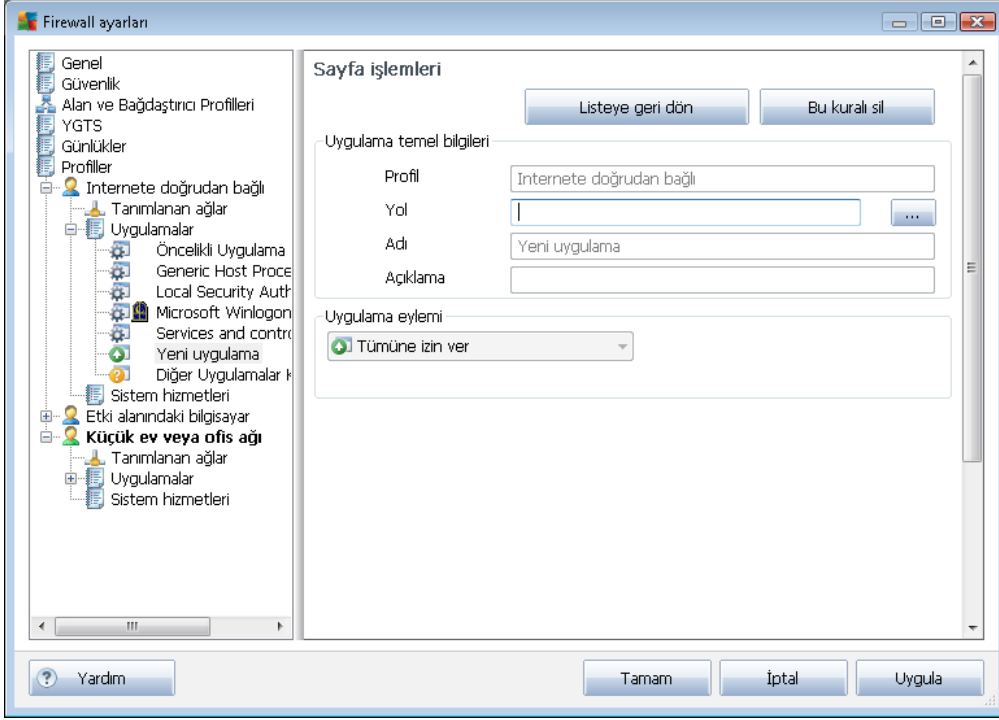 Firewall ayarları
Genel
Güvenlik
Alan ve Bağdaştırıcı Profilleri
YGTS
Günlükler
Profiller
Internete doğrudan bağlı
Tanımlanan ağlar
Uygulamalar
Öncelikli Uygulama
Generic Host Proce
Local Security Auth
Microsoft Winlogon
Services and contro
Yeni uygulama
Diğer Uygulamalar K
Sistem hizmetleri
Etki alanındaki bilgisayar
Küçük ev veya ofis ağı
Tanımlanan ağlar
Uygulamalar
Sistem hizmetleri
Sayfa işlemleri
Listeye geri dön
Bu kuralı sil
Uygulama temel bilgileri
Profil
Internete doğrudan bağlı
Yol
...
Adı
Yeni uygulama
Açıklama
Uygulama eylemi
Tümüne izin ver
Yardım
Tamam
İptal
Uygula